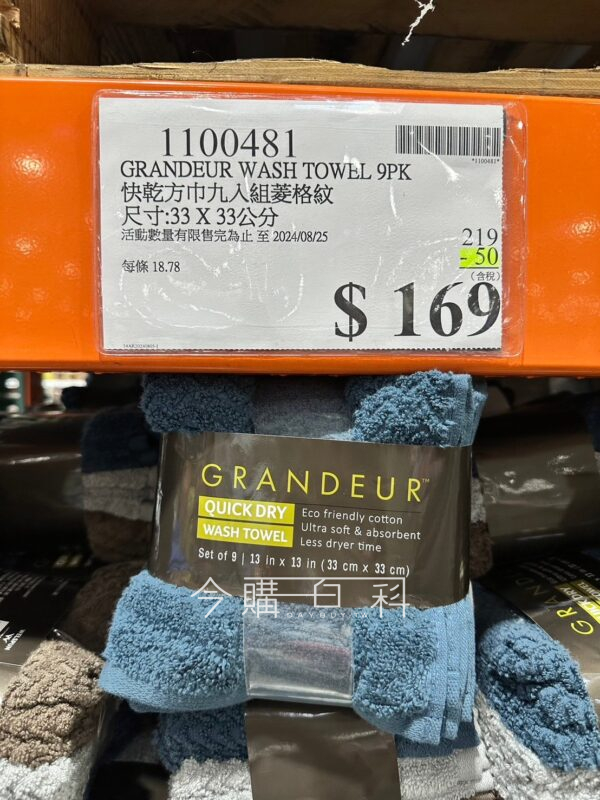 1100481
*1100481*
GRANDEUR WASH TOWEL 9PK
快乾方巾九入組菱格紋
尺寸:33 X 33公分
活動數量有限售完為止 至 2024/08/25
219
- 50
(含稅)
每條 18.78
$ 169
GRANDEUR™
QUICK DRY
WASH TOWEL
Eco friendly cotton
Ultra soft & absorbent
Less dryer time
Set of 9 | 13 in x 13 in (33 cm x 33 cm)
今購百科
GRAND